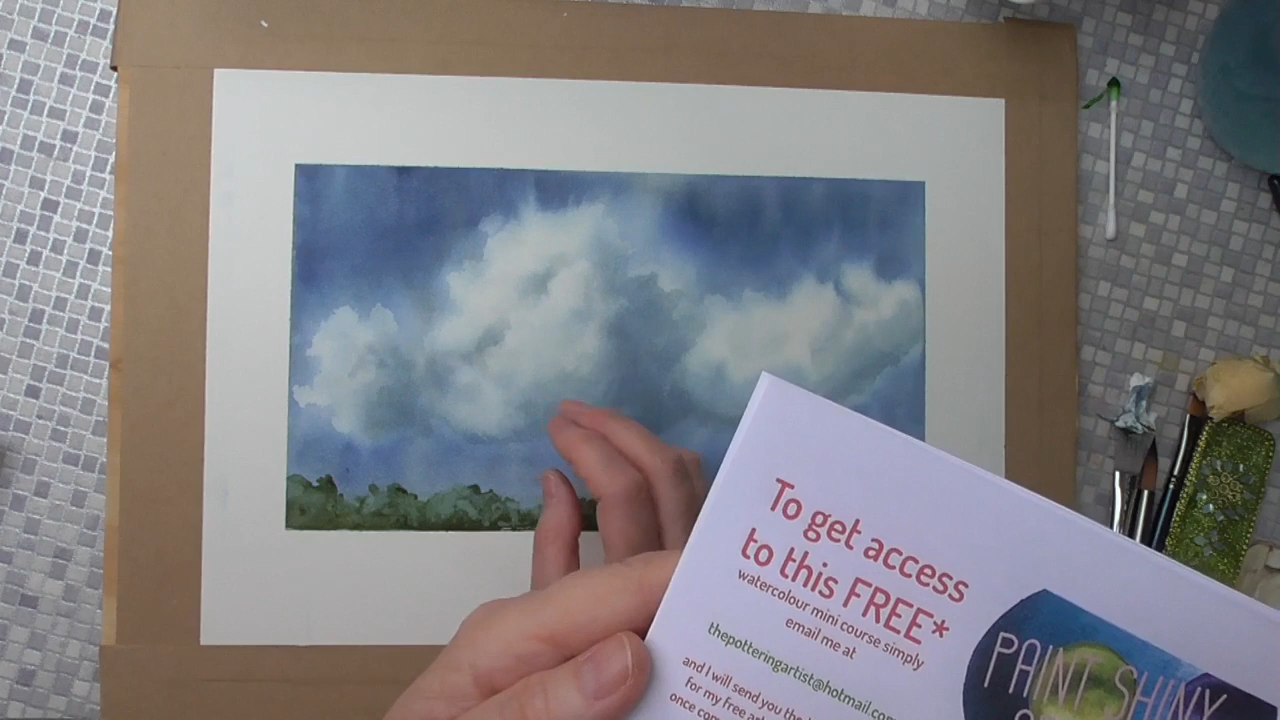 To get access
to this FREE*
watercolour mini course simply
email me at
thepotteringartist@hotmail.com
and I will send you the
for my free
once
PAINT SHINY